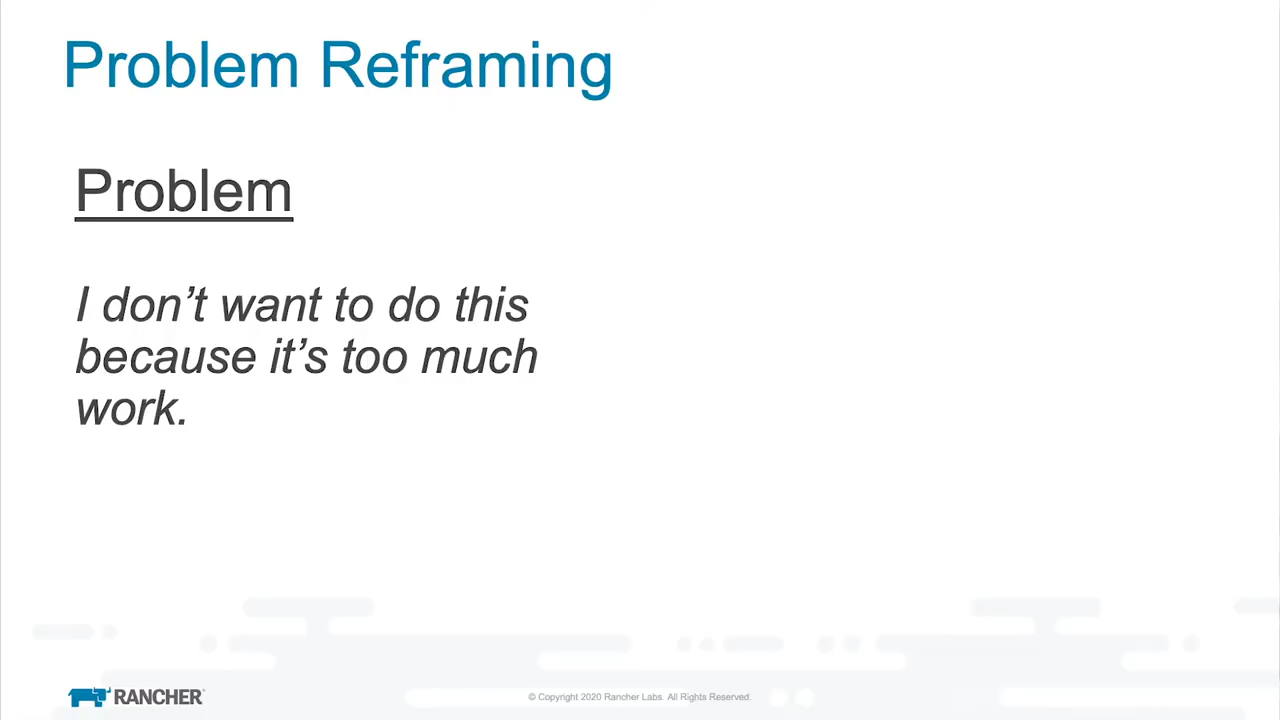 Problem Reframing
Problem
I don’t want to do this
because it’s too much
work.
RANCHER
© Copyright 2020 Rancher Labs. All Rights Reserved.